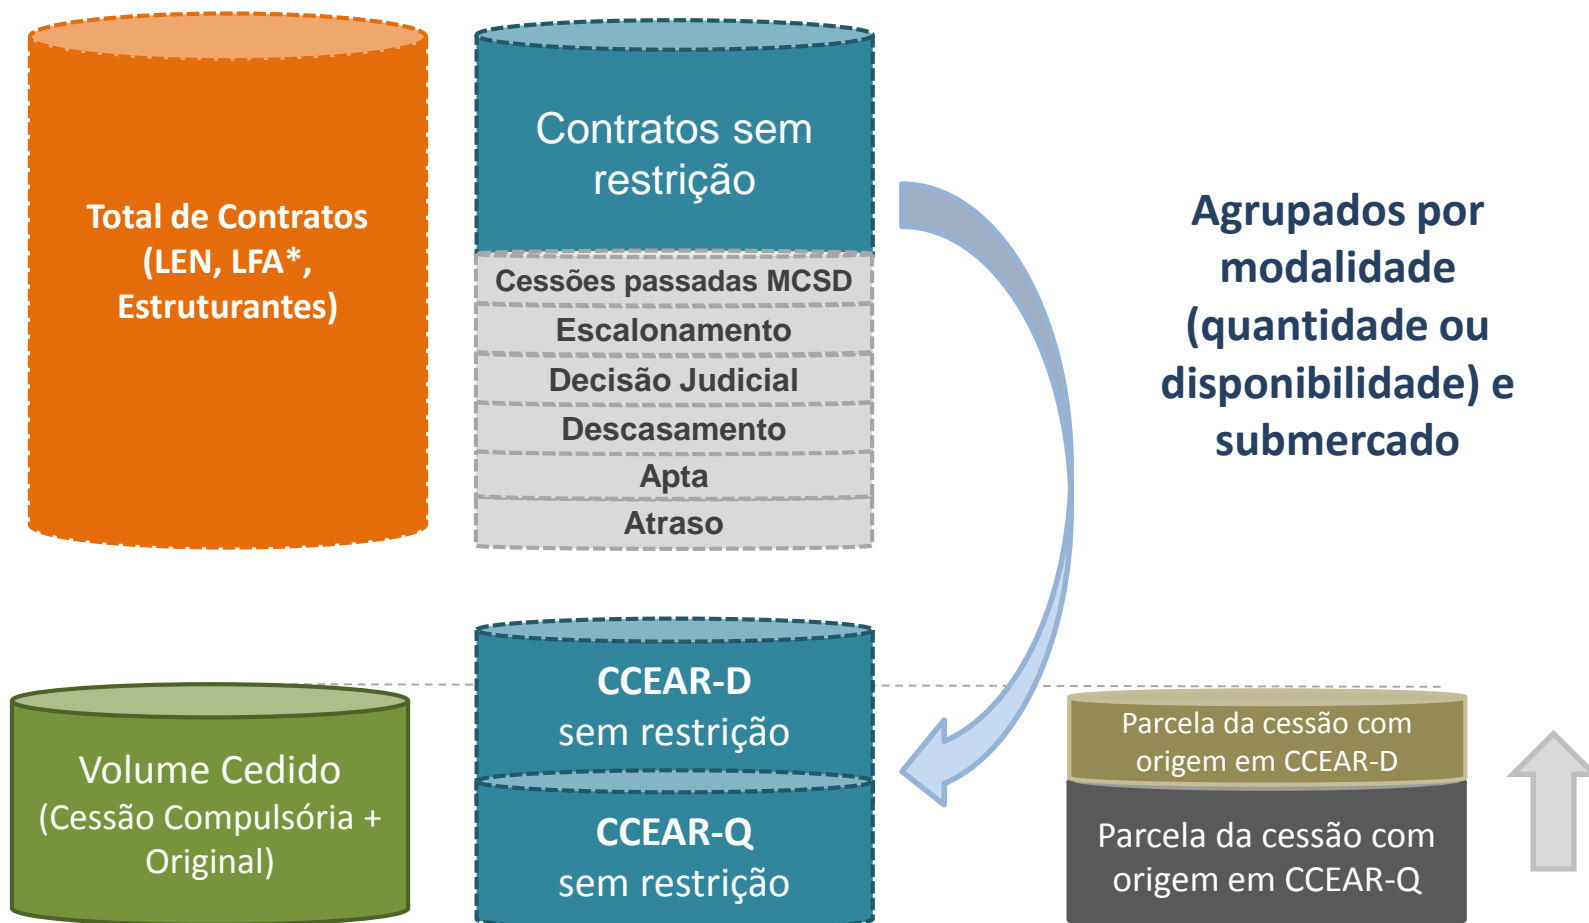 Total de Contratos
(LEN, LFA*,
Estruturantes)
Contratos sem
restrição
Cessões passadas MCSD
Escalonamento
Decisão Judicial
Descasamento
Apta
Atraso
Agrupados por
modalidade
(quantidade ou
disponibilidade) e
submercado
Volume Cedido
(Cessão Compulsória +
Original)
CCEAR-D
sem restrição
CCEAR-Q
sem restrição
Parcela da cessão com
origem em CCEAR-D
Parcela da cessão com
origem em CCEAR-Q